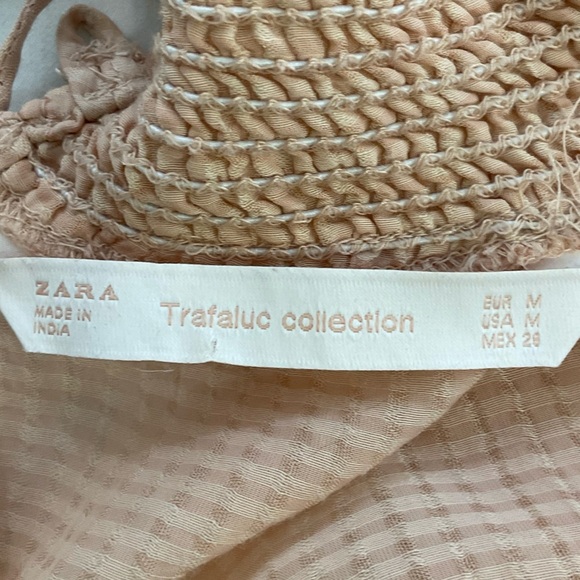 ZARA
MADE IN
INDIA
Trafaluc collection
EUR M
USA M
MEX 28